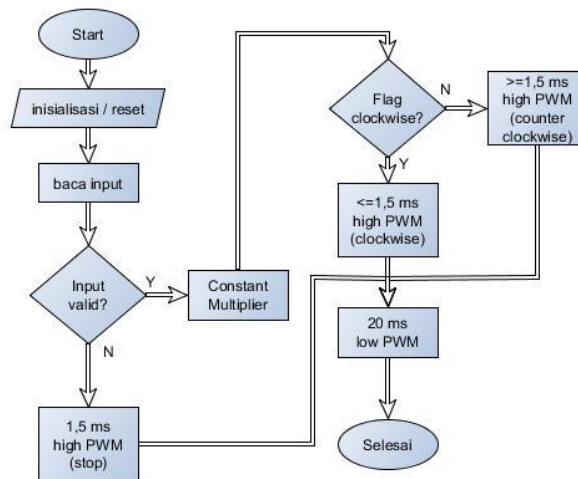 Start
inisialisasi / reset
baca input
Input
valid?
Y
N
Constant
Multiplier
1,5 ms
high PWM
(stop)
Flag
clockwise?
N
Y
>=1,5 ms
high PWM
(counter
clockwise)
<=1,5 ms
high PWM
(clockwise)
20 ms
low PWM
Selesai